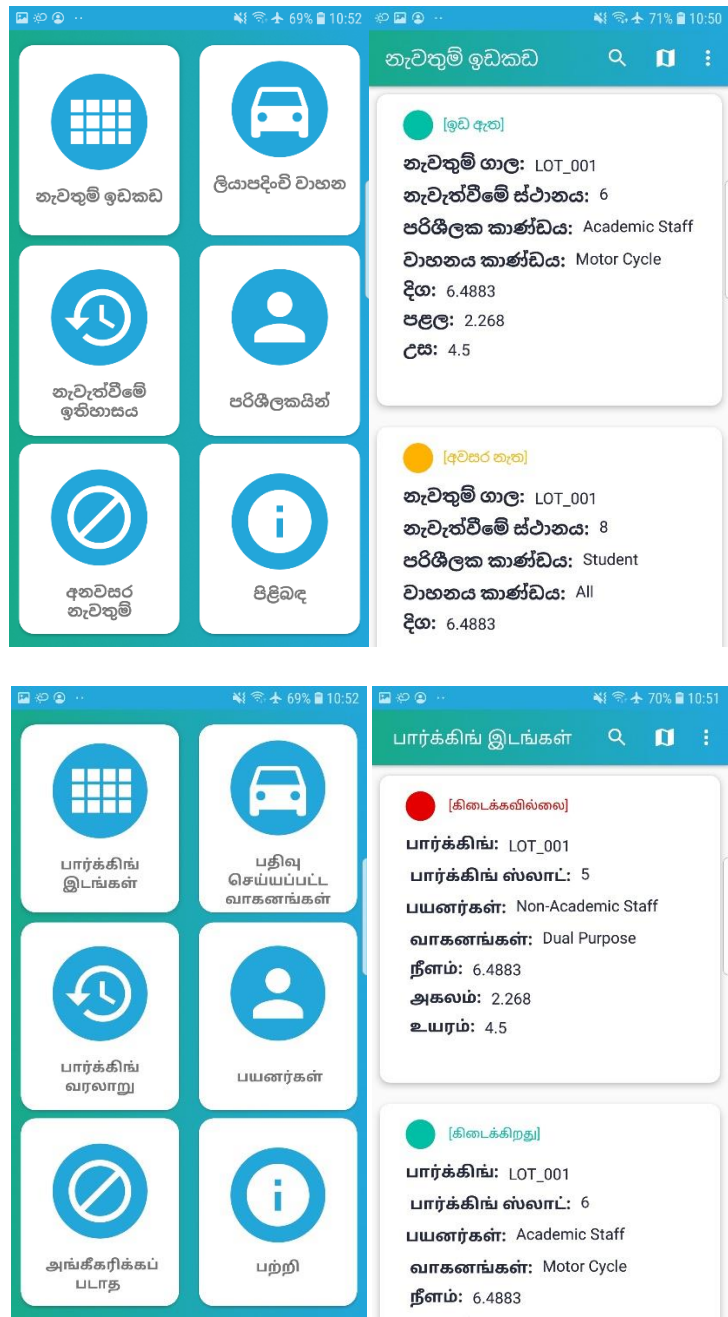 69% 10:52
නැවතුම් ඉඩකඩ
ලියාපදිංචි වාහන
නැවැත්වීමේ
ඉතිහාසය
පරිශීලකයින්
අනවසර
නැවතුම්
පිළිබඳ
71% 10:50
නැවතුම් ඉඩකඩ
[ඉඩ ඇත]
නැවතුම් ගාල: LOT_001
නැවැත්වීමේ ස්ථානය: 6
පරිශීලක කාණ්ඩය: Academic Staff
වාහනය කාණ්ඩය: Motor Cycle
දිග: 6.4883
පළල: 2.268
උස: 4.5
[අවසර නැත]
නැවතුම් ගාල: LOT_001
නැවැත්වීමේ ස්ථානය: 8
පරිශීලක කාණ්ඩය: Student
වාහනය කාණ්ඩය: All
දිග: 6.4883
69% 10:52
பார்க்கிங்
இடங்கள்
பதிவு
செய்யப்பட்ட
வாகனங்கள்
பார்க்கிங்
வரலாறு
பயனர்கள்
அங்கீகரிக்கப்
படாத
பற்றி
70% 10:51
பார்க்கிங் இடங்கள்
[கிடைக்கவில்லை]
பார்க்கிங்: LOT_001
பார்க்கிங் ஸ்லாட்: 5
பயனர்கள்: Non-Academic Staff
வாகனங்கள்: Dual Purpose
நீளம்: 6.4883
அகலம்: 2.268
உயரம்: 4.5
[கிடைக்கிறது]
பார்க்கிங்: LOT_001
பார்க்கிங் ஸ்லாட்: 6
பயனர்கள்: Academic Staff
வாகனங்கள்: Motor Cycle
நீளம்: 6.4883